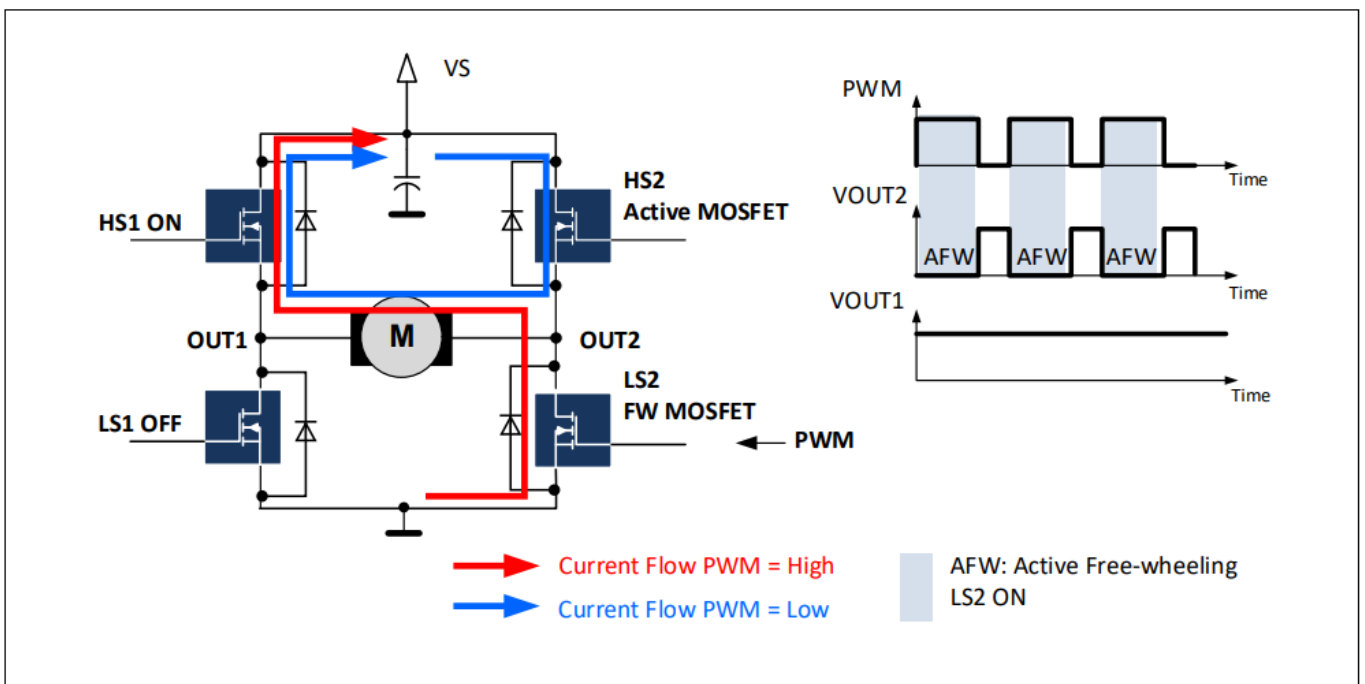 VS
HS1 ON
HS2
Active MOSFET
M
OUT1
OUT2
LS1 OFF
LS2
FW MOSFET
PWM
Current Flow PWM = High
Current Flow PWM = Low
PWM
Time
VOUT2
AFW AFW AFW
Time
VOUT1
Time
AFW: Active Free-wheeling
LS2 ON